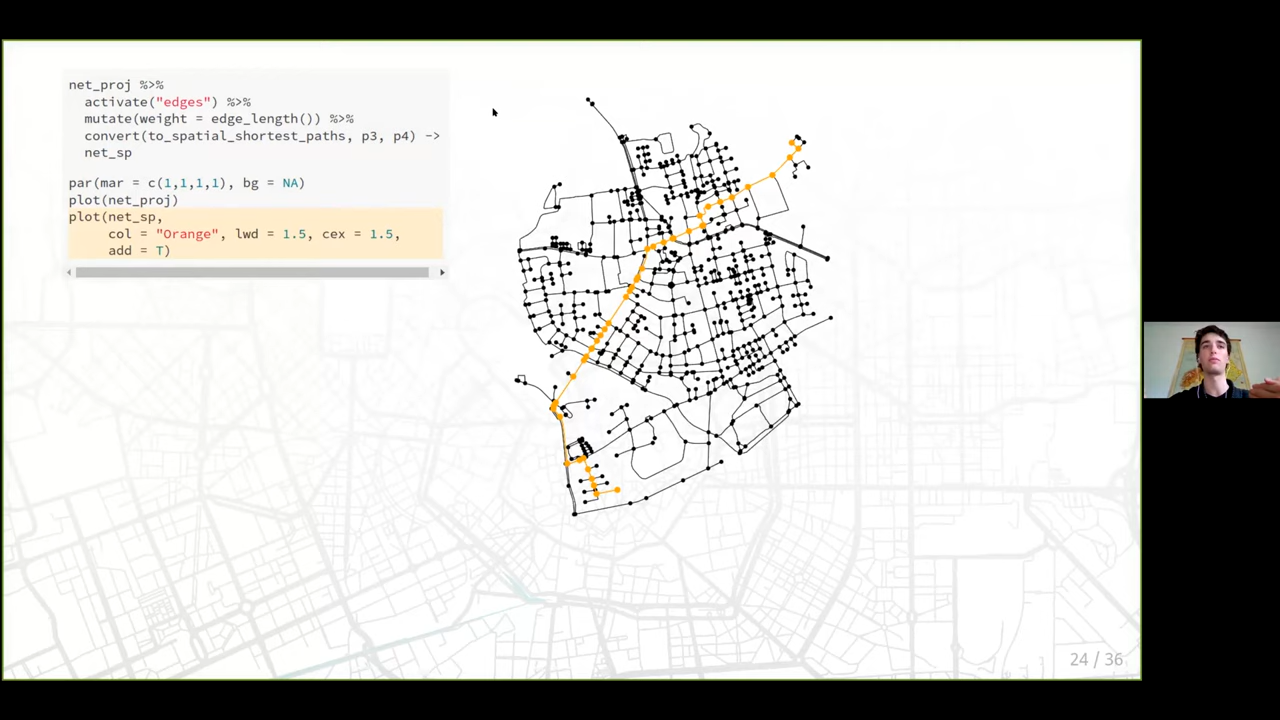 net_proj %>%
  activate("edges") %>%
  mutate(weight = edge_length()) %>%
  convert(to_spatial_shortest_paths, p3, p4) ->
  net_sp
par(mar = c(1,1,1,1), bg = NA)
plot(net_proj)
plot(net_sp,
     col = "Orange", lwd = 1.5, cex = 1.5,
     add = T)
24 / 36